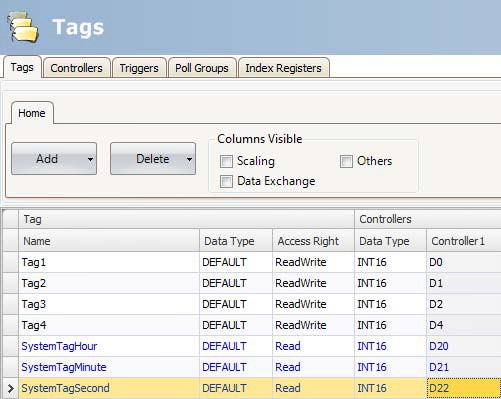 Tags
Tags Controllers Triggers Poll Groups Index Registers
Home
Add Delete Columns Visible
Scaling Others
Data Exchange
Tag Controllers
Name Data Type Access Right Data Type Controller1
Tag1 DEFAULT ReadWrite INT16 D0
Tag2 DEFAULT ReadWrite INT16 D1
Tag3 DEFAULT ReadWrite INT16 D2
Tag4 DEFAULT ReadWrite INT16 D4
SystemTagHour DEFAULT Read INT16 D20
SystemTagMinute DEFAULT Read INT16 D21
SystemTagSecond DEFAULT Read INT16 D22